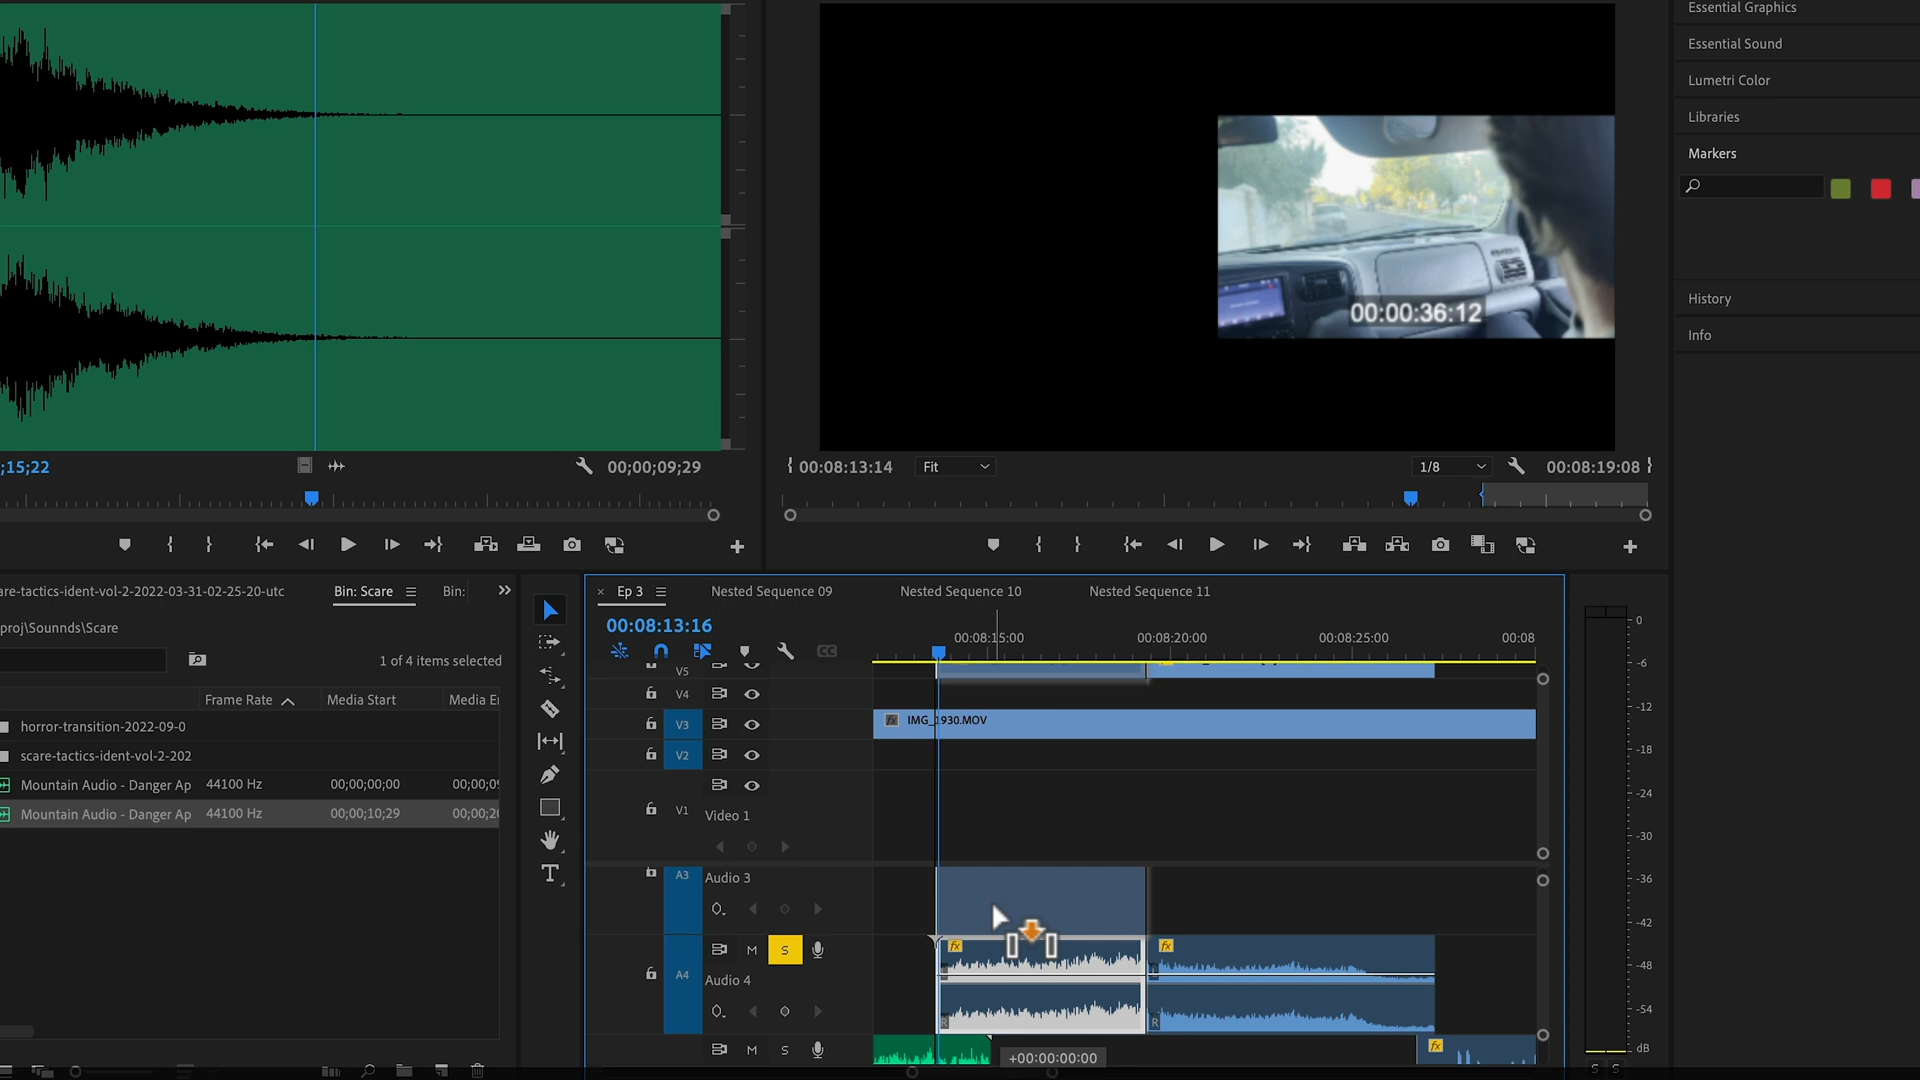 Essential Graphics
Essential Sound
Lumetri Color
Libraries
Markers
History
Info
00:00:36:12
;15;22
00;00;09;29
00:08:13:14
Fit
1/8
00:08:19:08
are-tactics-ident-vol-2-2022-03-31-02-25-20-utc
Bin: Scare
Bin:
proj\Sounnds\Scare
1 of 4 items selected
Frame Rate
Media Start
Media E
horror-transition-2022-09-0
scare-tactics-ident-vol-2-202
Mountain Audio - Danger Ap
44100 Hz
00;00;00;00
00;00;09
Mountain Audio - Danger Ap
44100 Hz
00;00;10;29
00;00;20
Ep 3
Nested Sequence 09
Nested Sequence 10
Nested Sequence 11
00:08:13:16
00:08:15:00
00:08:20:00
00:08:25:00
00:08
V5
V4
V3
IMG_1930.MOV
V2
V1
Video 1
A3
Audio 3
M
S
A4
Audio 4
fx
fx
R
R
M
S
fx
+00:00:00:00
0
-6
-12
-18
-24
-30
-36
-42
-48
-54
dB
S
S